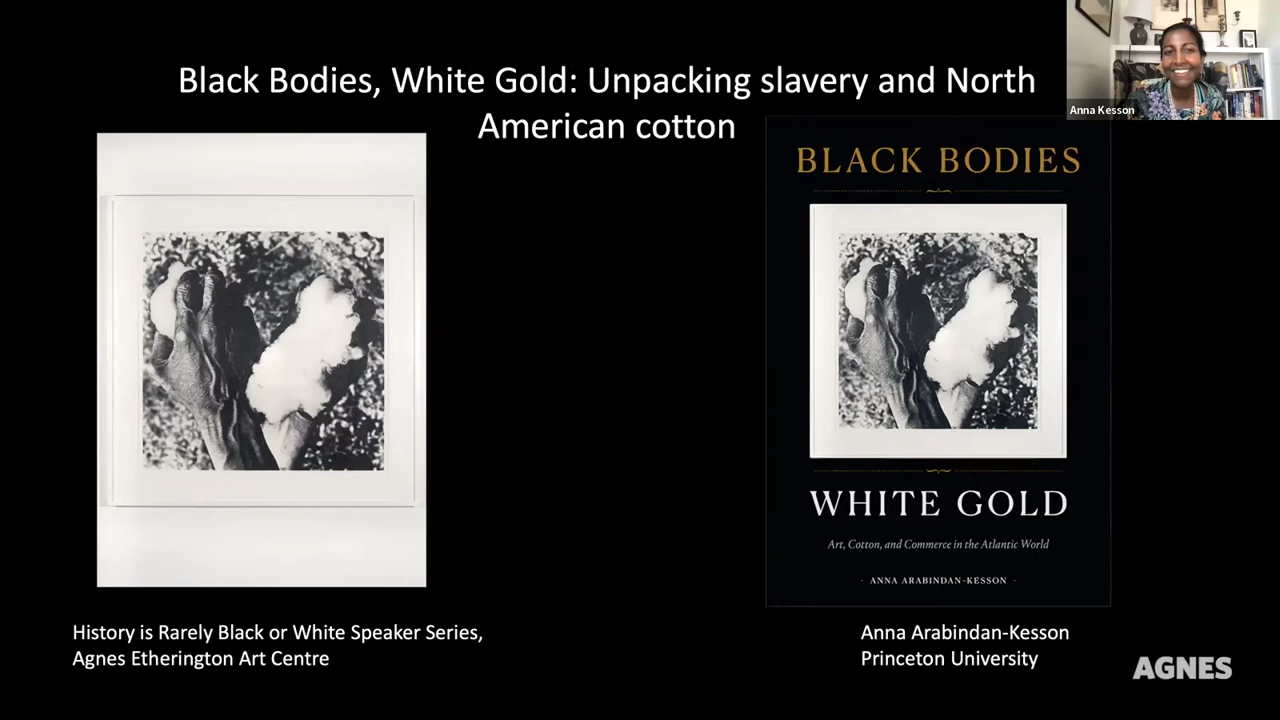 Black Bodies, White Gold: Unpacking slavery and North
American cotton
Anna Kesson
BLACK BODIES
WHITE GOLD
Art, Cotton, and Commerce in the Atlantic World
· ANNA ARABINDAN-KESSON ·
History is Rarely Black or White Speaker Series,
Agnes Etherington Art Centre
Anna Arabindan-Kesson
Princeton University
AGNES